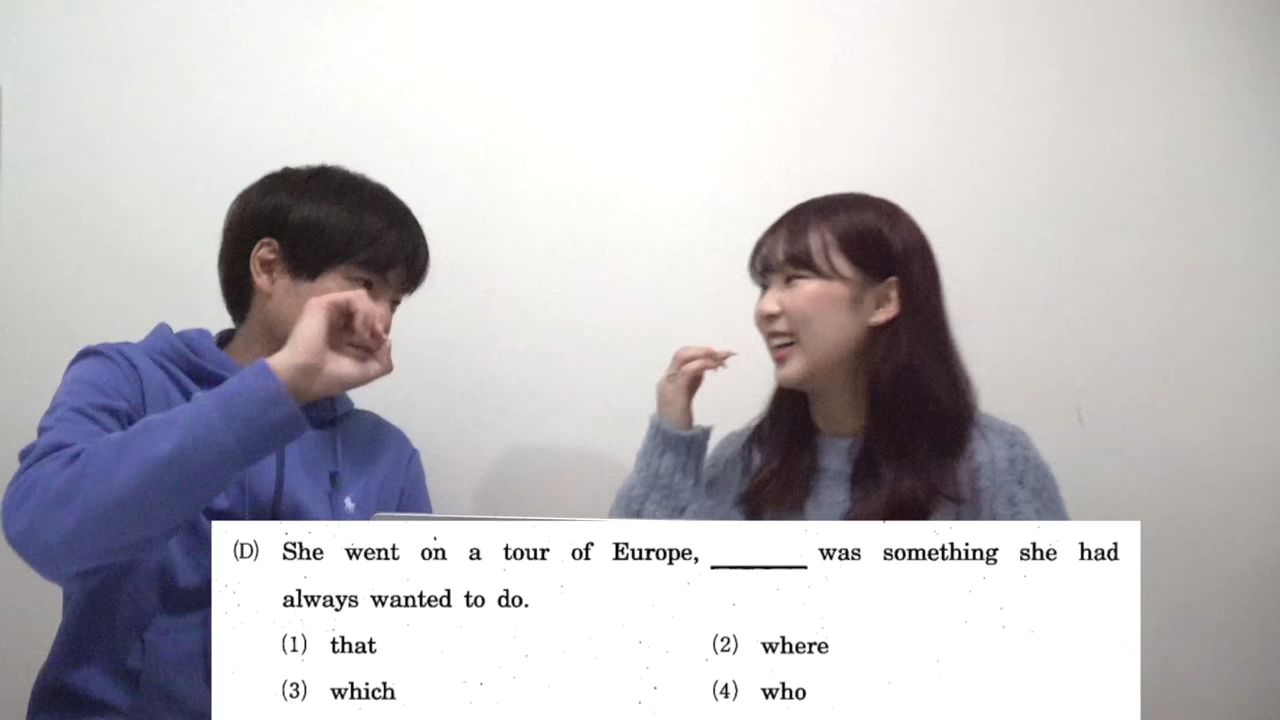 (D) She went on a tour of Europe, ______ was something she had
always wanted to do.
(1) that (2) where
(3) which (4) who